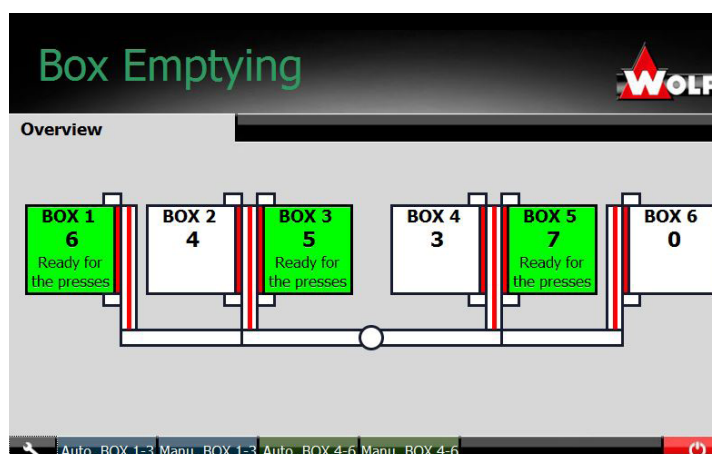 Box Emptying
WOLF
Overview
BOX 1
6
Ready for
the presses
BOX 2
4
BOX 3
5
Ready for
the presses
BOX 4
3
BOX 5
7
Ready for
the presses
BOX 6
0
Auto. BOX 1-3 Manu. BOX 1-3 Auto. BOX 4-6 Manu. BOX 4-6